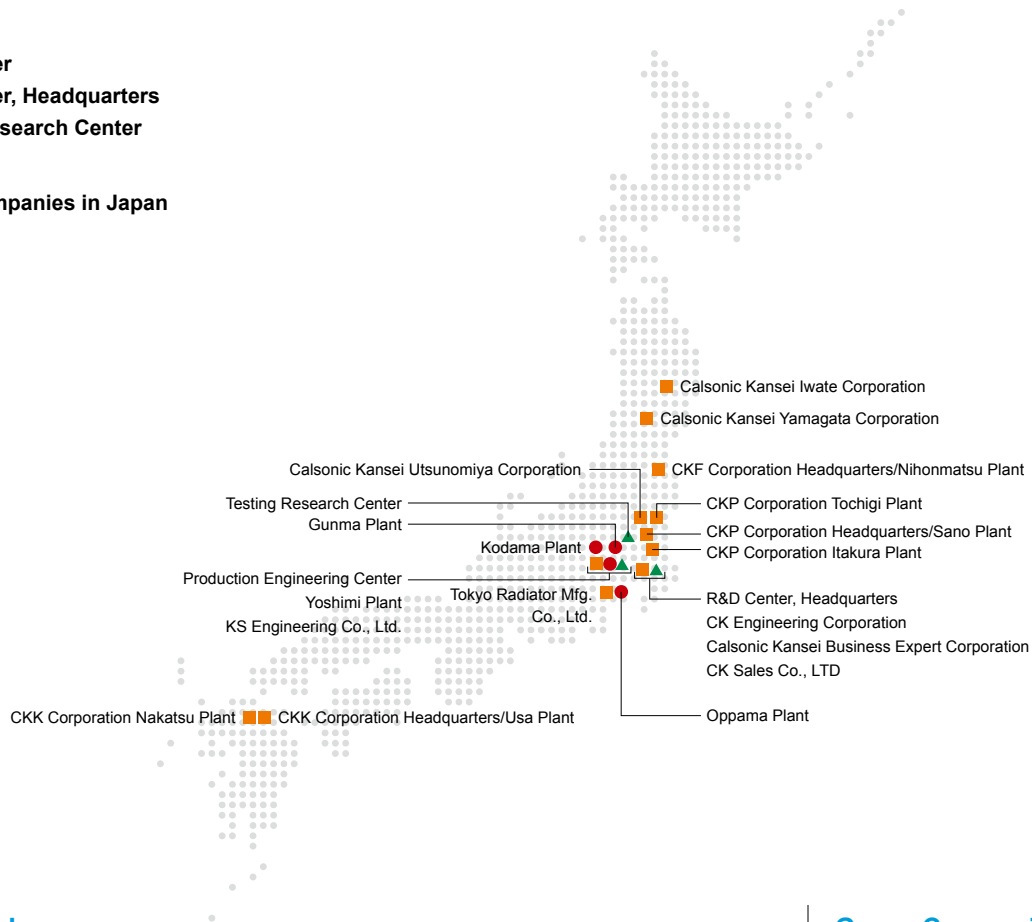 er
er, Headquarters
search Center
mpanies in Japan
Calsonic Kansei Iwate Corporation
Calsonic Kansei Yamagata Corporation
Calsonic Kansei Utsunomiya Corporation
CKF Corporation Headquarters/Nihonmatsu Plant
Testing Research Center
CKP Corporation Tochigi Plant
Gunma Plant
CKP Corporation Headquarters/Sano Plant
Kodama Plant
CKP Corporation Itakura Plant
Production Engineering Center
Yoshimi Plant
KS Engineering Co., Ltd.
Tokyo Radiator Mfg.
Co., Ltd.
R&D Center, Headquarters
CK Engineering Corporation
Calsonic Kansei Business Expert Corporation
CK Sales Co., LTD
CKK Corporation Nakatsu Plant
CKK Corporation Headquarters/Usa Plant
Oppama Plant